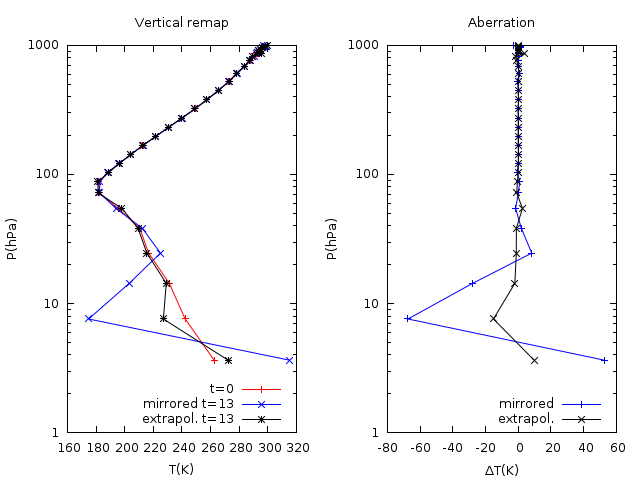 Vertical remap
P(hPa)
1000
100
10
1
160 180 200 220 240 260 280 300 320
T(K)
t=0
mirrored t=13
extrapol. t=13
Aberration
P(hPa)
1000
100
10
1
-80 -60 -40 -20 0 20 40 60
ΔT(K)
mirrored
extrapol.